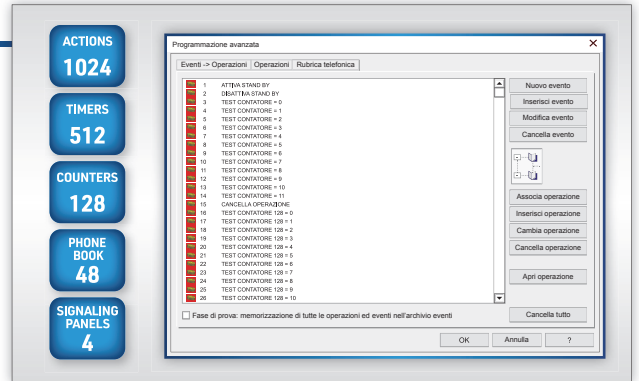 ACTIONS
1024
TIMERS
512
COUNTERS
128
PHONE
BOOK
48
SIGNALING
PANELS
4
Programmazione avanzata
Eventi -> Operazioni Operazioni Rubrica telefonica
1 ATTIVA STAND BY
2 DISATTIVA STAND BY
3 TEST CONTATORE = 0
4 TEST CONTATORE = 1
5 TEST CONTATORE = 2
6 TEST CONTATORE = 3
7 TEST CONTATORE = 4
8 TEST CONTATORE = 5
9 TEST CONTATORE = 6
10 TEST CONTATORE = 7
11 TEST CONTATORE = 8
12 TEST CONTATORE = 9
13 TEST CONTATORE = 10
14 TEST CONTATORE = 11
15 CANCELLA OPERAZIONE
16 TEST CONTATORE 128 = 0
17 TEST CONTATORE 128 = 1
18 TEST CONTATORE 128 = 2
19 TEST CONTATORE 128 = 3
20 TEST CONTATORE 128 = 4
21 TEST CONTATORE 128 = 5
22 TEST CONTATORE 128 = 6
23 TEST CONTATORE 128 = 7
24 TEST CONTATORE 128 = 8
25 TEST CONTATORE 128 = 9
26 TEST CONTATORE 128 = 10
Nuovo evento
Inserisci evento
Modifica evento
Cancella evento
Associa operazione
Inserisci operazione
Cambia operazione
Cancella operazione
Apri operazione
Cancella tutto
Fase di prova: memorizzazione di tutte le operazioni ed eventi nell'archivio eventi
OK Annulla ?